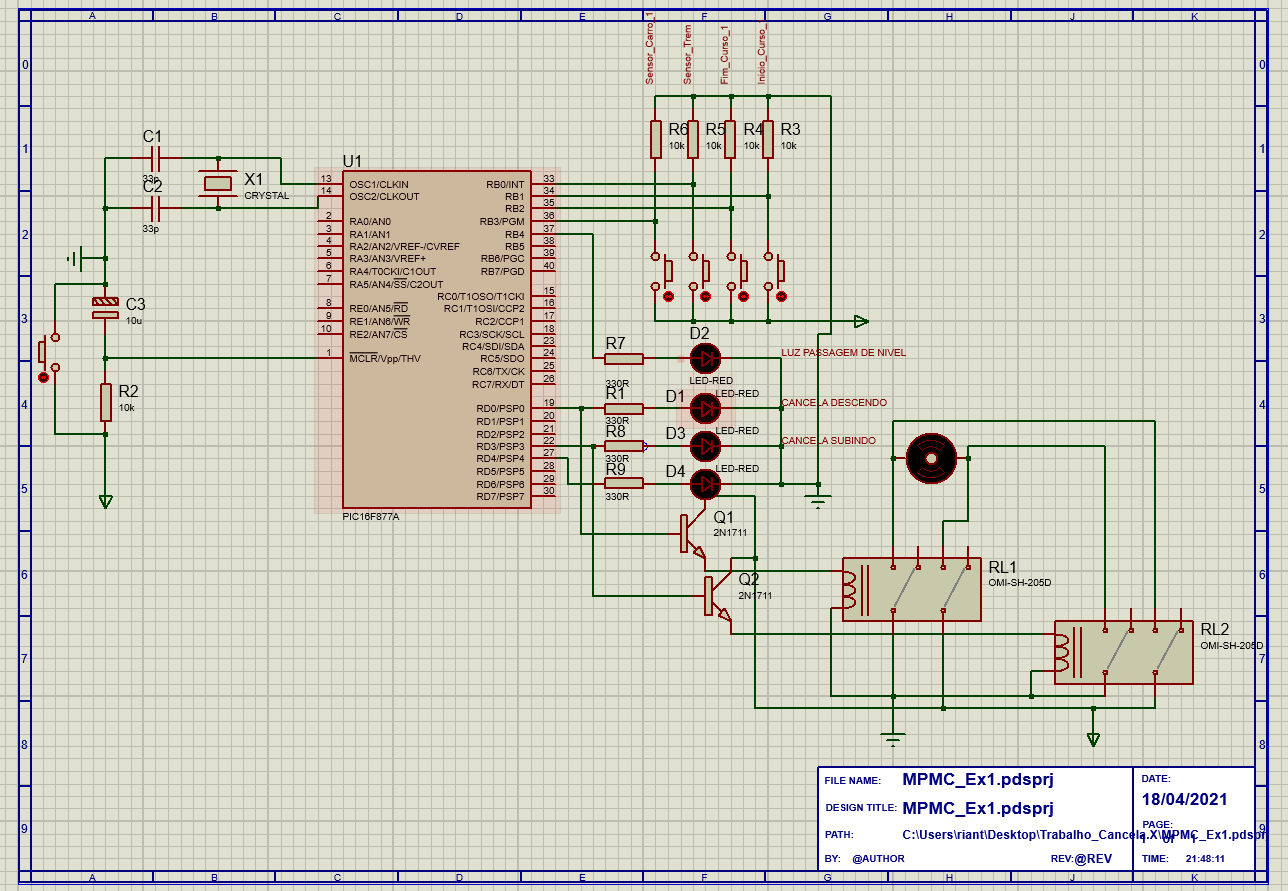 A B C D E F G H J K
0 0
1 1
2 2
3 3
4 4
5 5
6 6
7 7
8 8
9 9
Sensor_Carro_1
Sensor_Trem
Fim_Curso_1
Inicio_Curso_1
R6
10k
R5
10k
R4
10k
R3
10k
C1
33p
C2
33p
X1
CRYSTAL
C3
10u
R2
10k
U1
13 OSC1/CLKIN
14 OSC2/CLKOUT
2 RA0/AN0
3 RA1/AN1
4 RA2/AN2/VREF-/CVREF
5 RA3/AN3/VREF+
6 RA4/T0CKI/C1OUT
7 RA5/AN4/SS/C2OUT
8 RE0/AN5/RD
9 RE1/AN6/WR
10 RE2/AN7/CS
1 MCLR/Vpp/THV
RB0/INT 33
RB1 34
RB2 35
RB3/PGM 36
RB4 37
RB5 38
RB6/PGC 39
RB7/PGD 40
RC0/T1OSO/T1CKI 15
RC1/T1OSI/CCP2 16
RC2/CCP1 17
RC3/SCK/SCL 18
RC4/SDI/SDA 23
RC5/SDO 24
RC6/TX/CK 25
RC7/RX/DT 26
RD0/PSP0 19
RD1/PSP1 20
RD2/PSP2 21
RD3/PSP3 22
RD4/PSP4 27
RD5/PSP5 28
RD6/PSP6 29
RD7/PSP7 30
PIC16F877A
R7
330R
R1
330R
R8
330R
R9
330R
D2
LED-RED
LUZ PASSAGEM DE NIVEL
D1
LED-RED
CANCELA DESCENDO
D3
LED-RED
CANCELA SUBINDO
D4
LED-RED
Q1
2N1711
Q2
2N1711
RL1
OMI-SH-205D
RL2
OMI-SH-205D
FILE NAME: MPMC_Ex1.pdsprj
DESIGN TITLE: MPMC_Ex1.pdsprj
PATH: C:\Users\riant\Desktop\Trabalho_Cancela.X\MPMC_Ex1.pdsprj
BY: @AUTHOR
REV:@REV
DATE:
18/04/2021
PAGE:
1 of 1
TIME: 21:48:11
A B C D E F G H J K